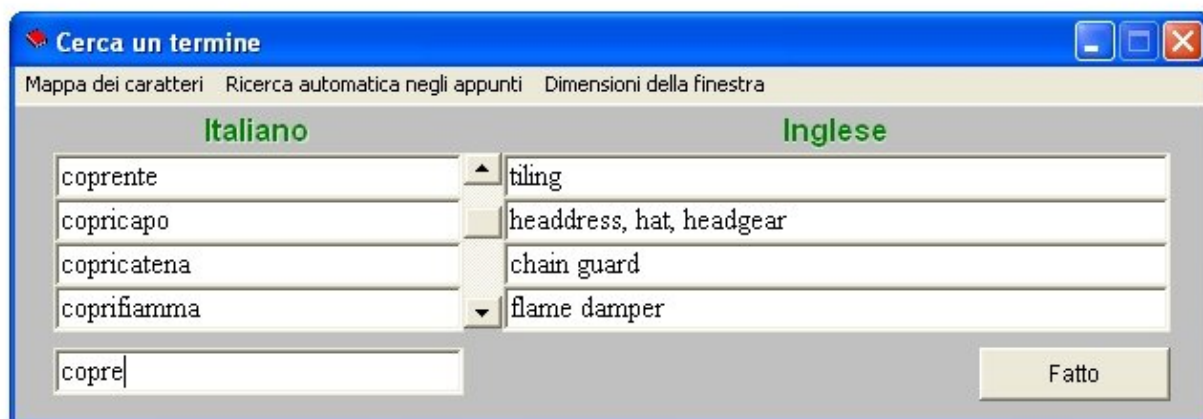 Cerca un termine
Mappa dei caratteri Ricerca automatica negli appunti Dimensioni della finestra
Italiano Inglese
coprente tiling
copricapo headdress, hat, headgear
copricatena chain guard
coprifiamma flame damper
copre Fatto